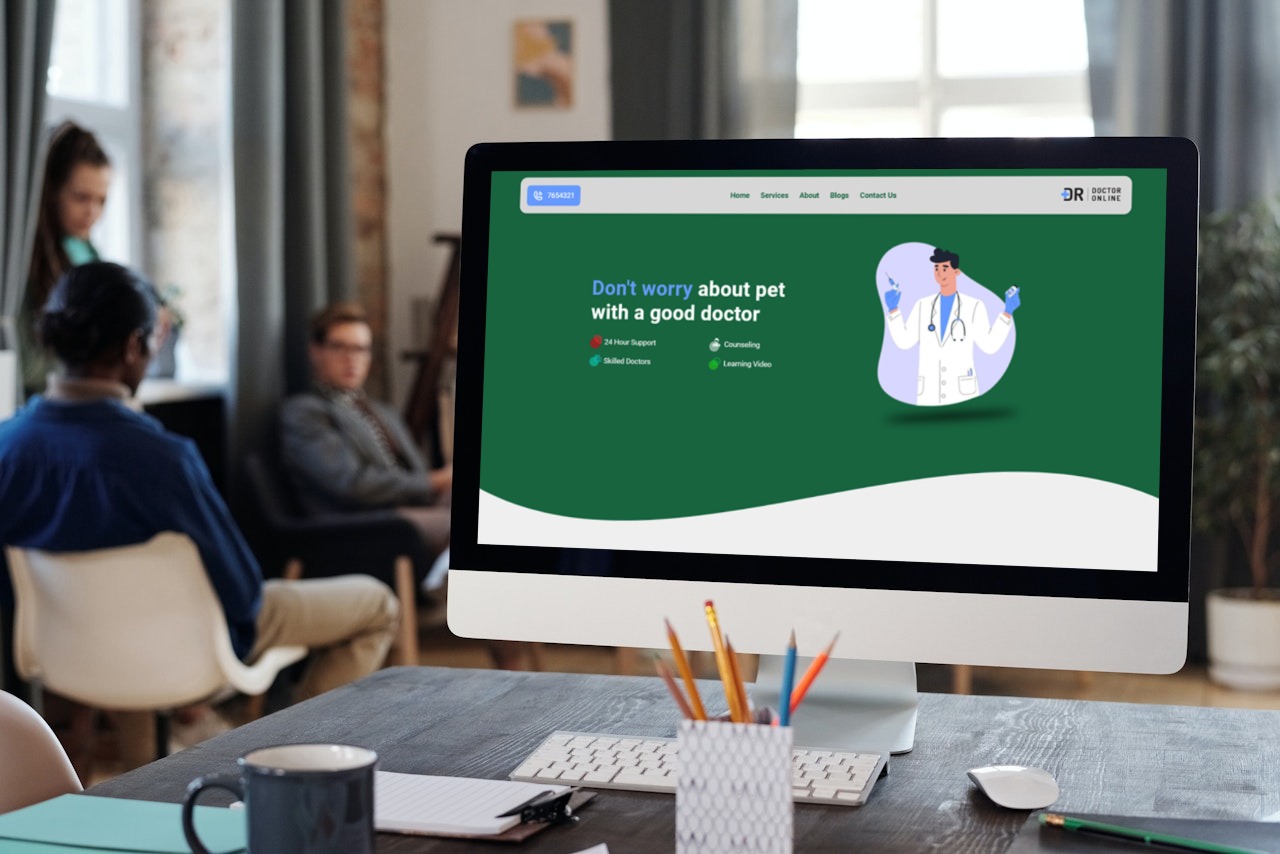 7654321
Home Services About Blogs Contact Us
DR DOCTOR
ONLINE
Don't worry about pet
with a good doctor
24 Hour Support
Counseling
Skilled Doctors
Learning Video